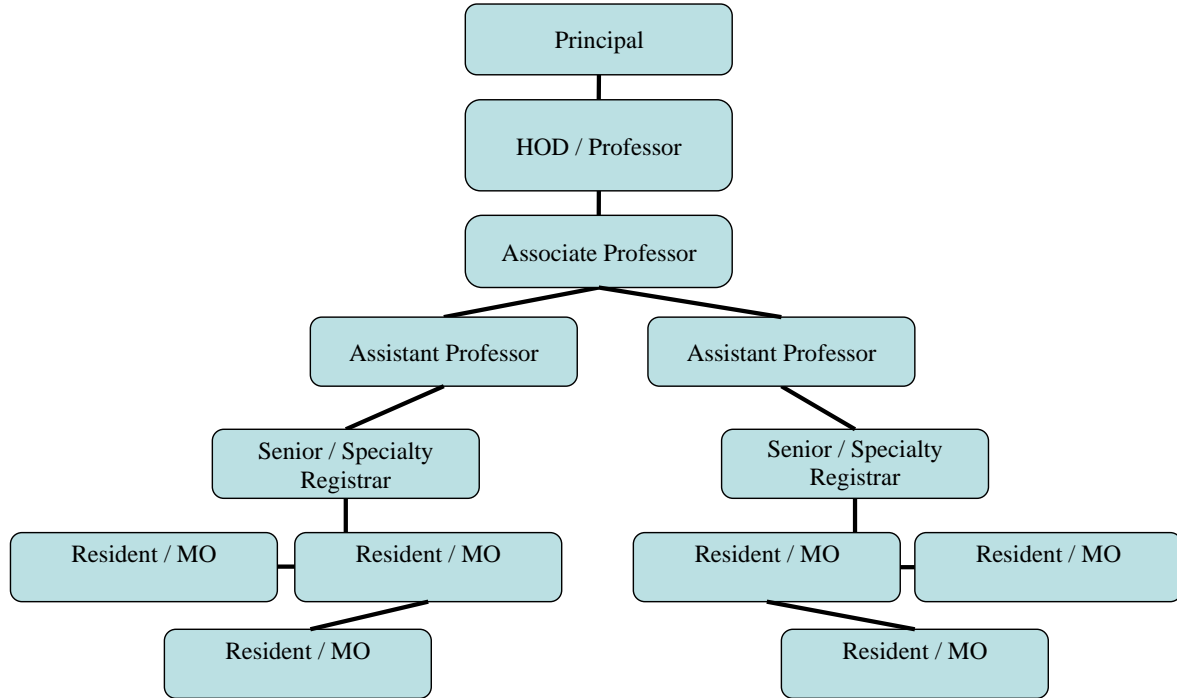 Principal
HOD / Professor
Associate Professor
Assistant Professor
Assistant Professor
Senior / Specialty
Registrar
Senior / Specialty
Registrar
Resident / MO
Resident / MO
Resident / MO
Resident / MO
Resident / MO
Resident / MO